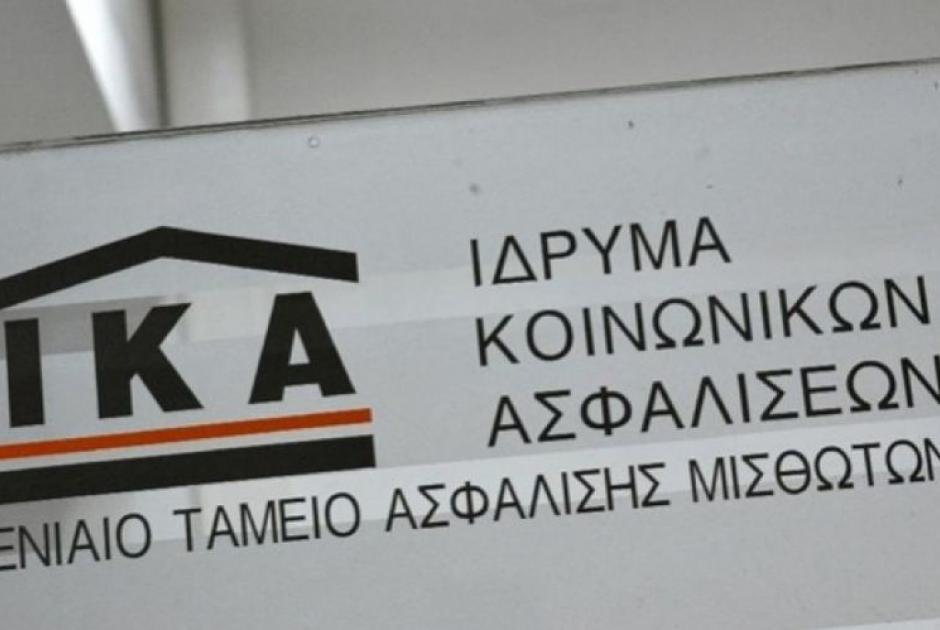 ΙΚΑ
ΙΔΡΥΜΑ
ΚΟΙΝΩΝΙΚΩΝ
ΑΣΦΑΛΙΣΕΩΝ
ΕΝΙΑΙΟ ΤΑΜΕΙΟ ΑΣΦΑΛΙΣΗΣ ΜΙΣΘΩΤΩΝ